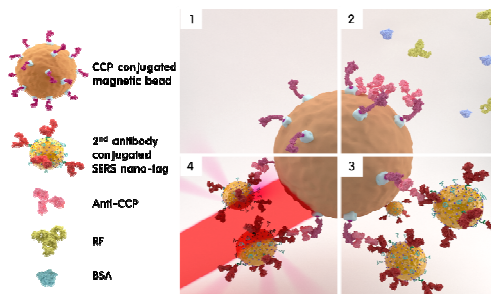 1
2
CCP conjugated
magnetic bead
2nd antibody
conjugated
SERS nano-tag
4
3
Anti-CCP
RF
BSA